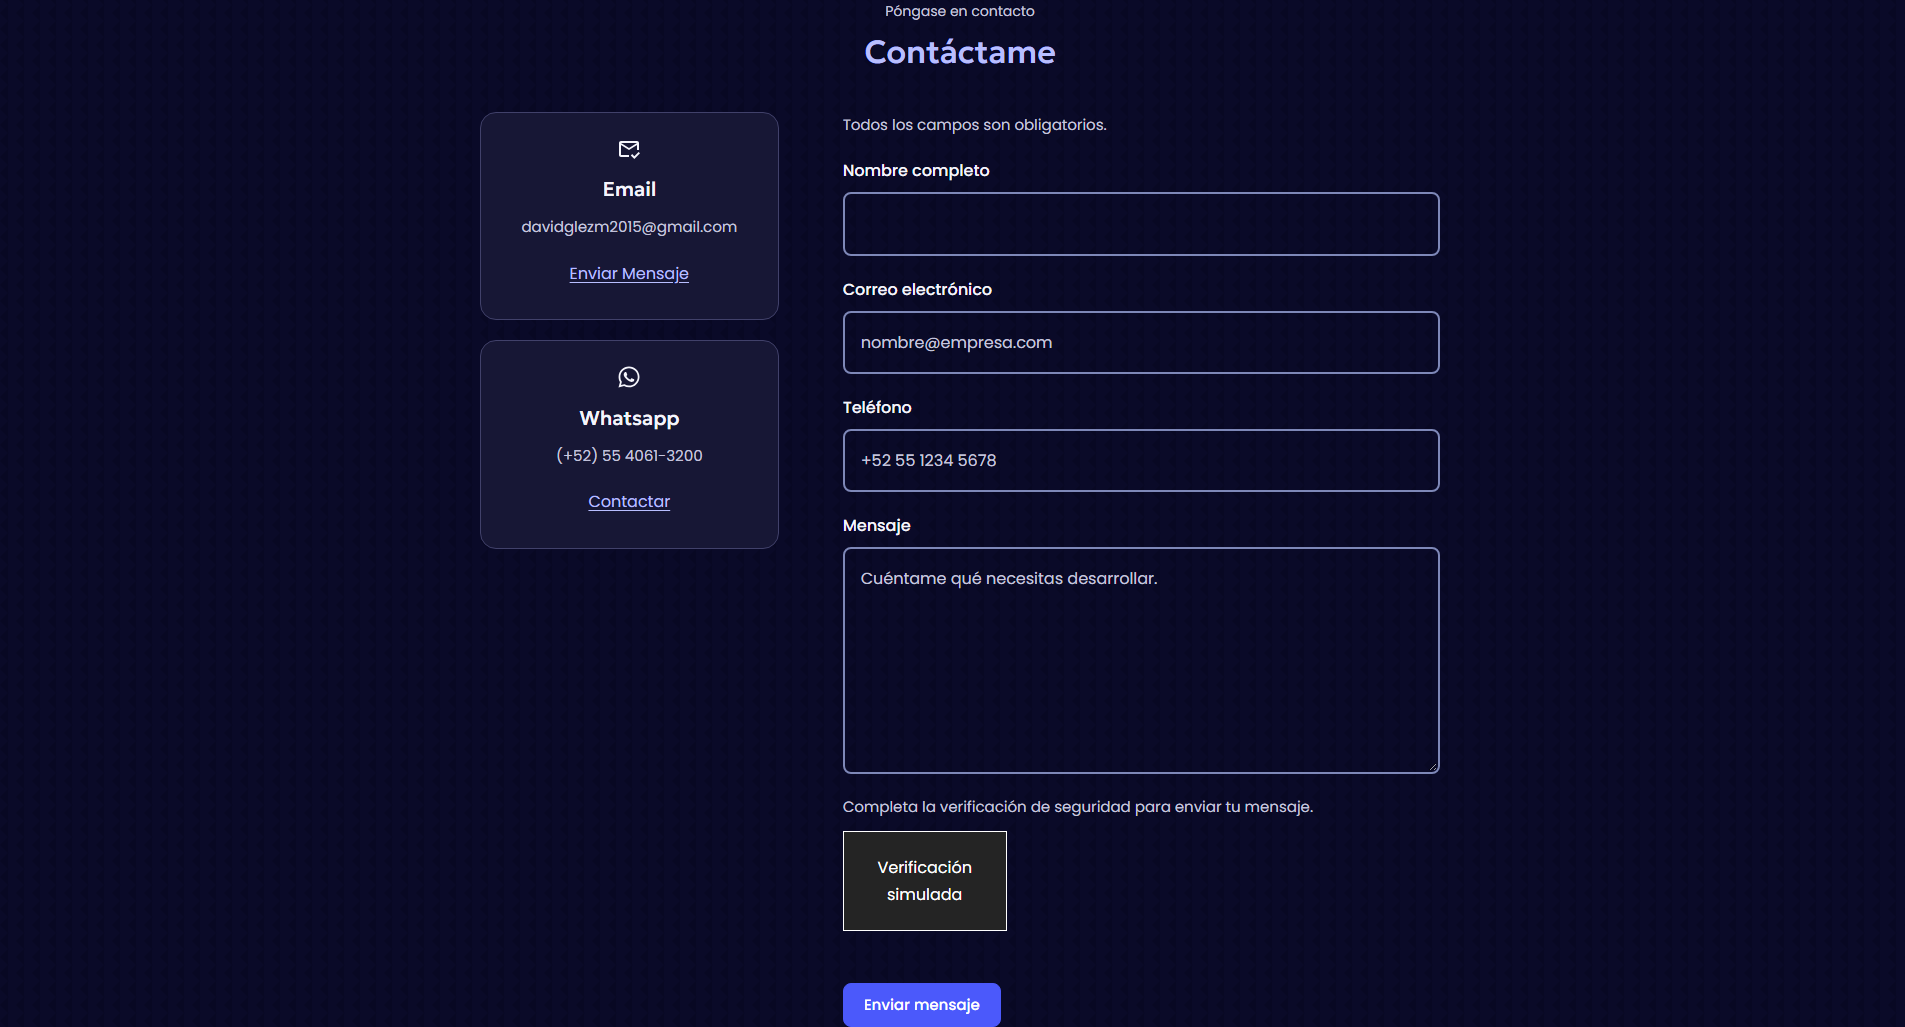 Póngase en contacto
Contáctame
Email
davidglezm2015@gmail.com
Enviar Mensaje
Whatsapp
(+52) 55 4061-3200
Contactar
Todos los campos son obligatorios.
Nombre completo
Correo electrónico
nombre@empresa.com
Teléfono
+52 55 1234 5678
Mensaje
Cuéntame qué necesitas desarrollar.
Completa la verificación de seguridad para enviar tu mensaje.
Verificación
simulada
Enviar mensaje